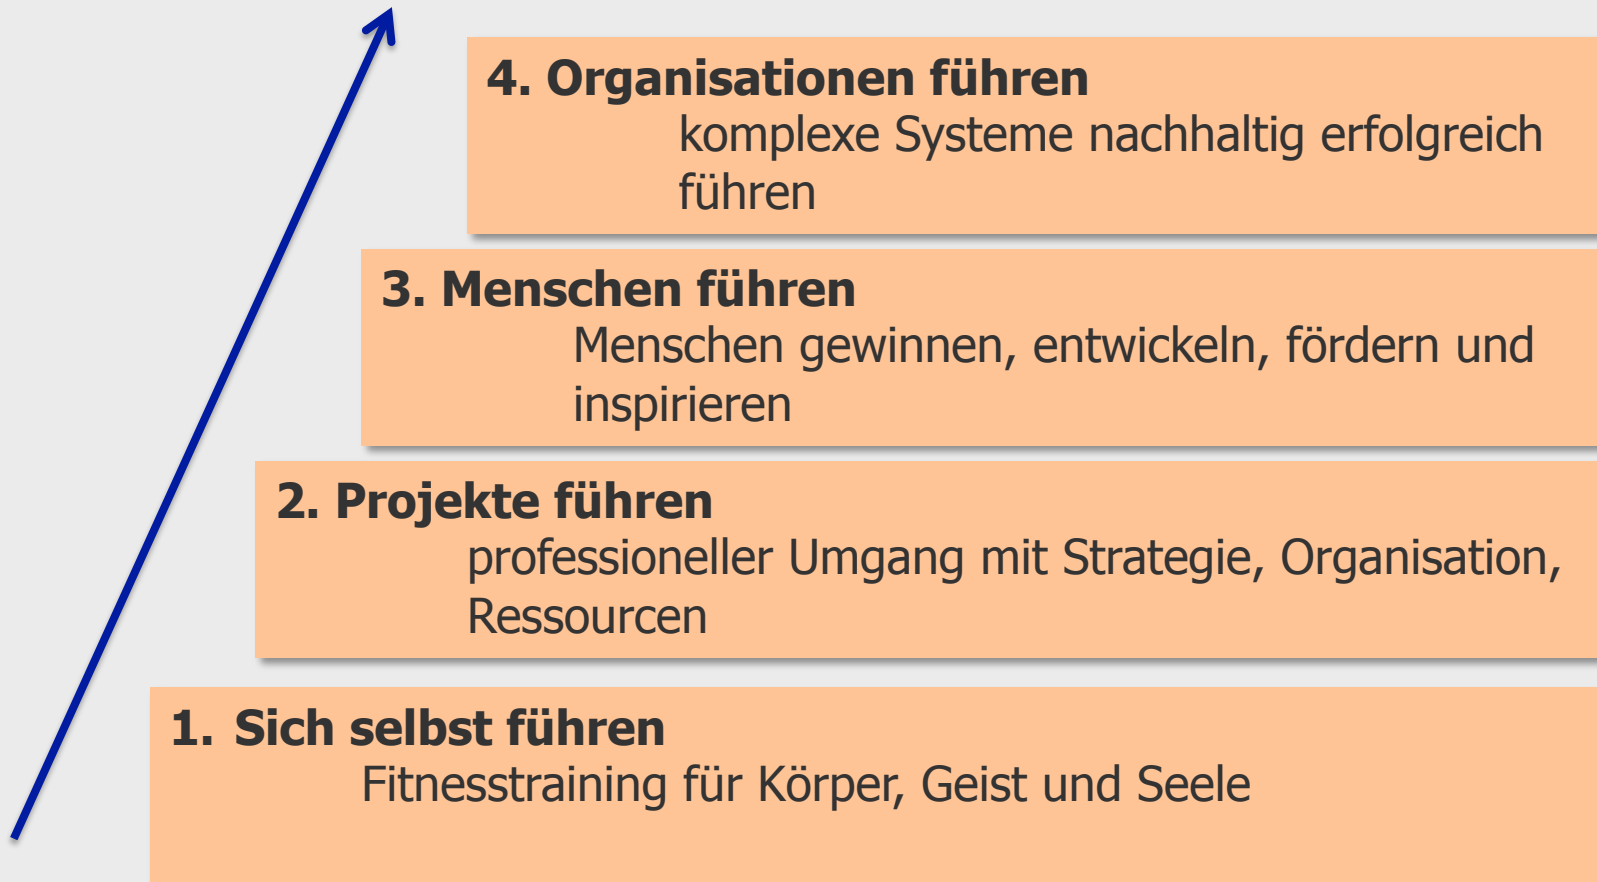 4. Organisationen führen
komplexe Systeme nachhaltig erfolgreich
führen
3. Menschen führen
Menschen gewinnen, entwickeln, fördern und
inspirieren
2. Projekte führen
professioneller Umgang mit Strategie, Organisation,
Ressourcen
1. Sich selbst führen
Fitnesstraining für Körper, Geist und Seele